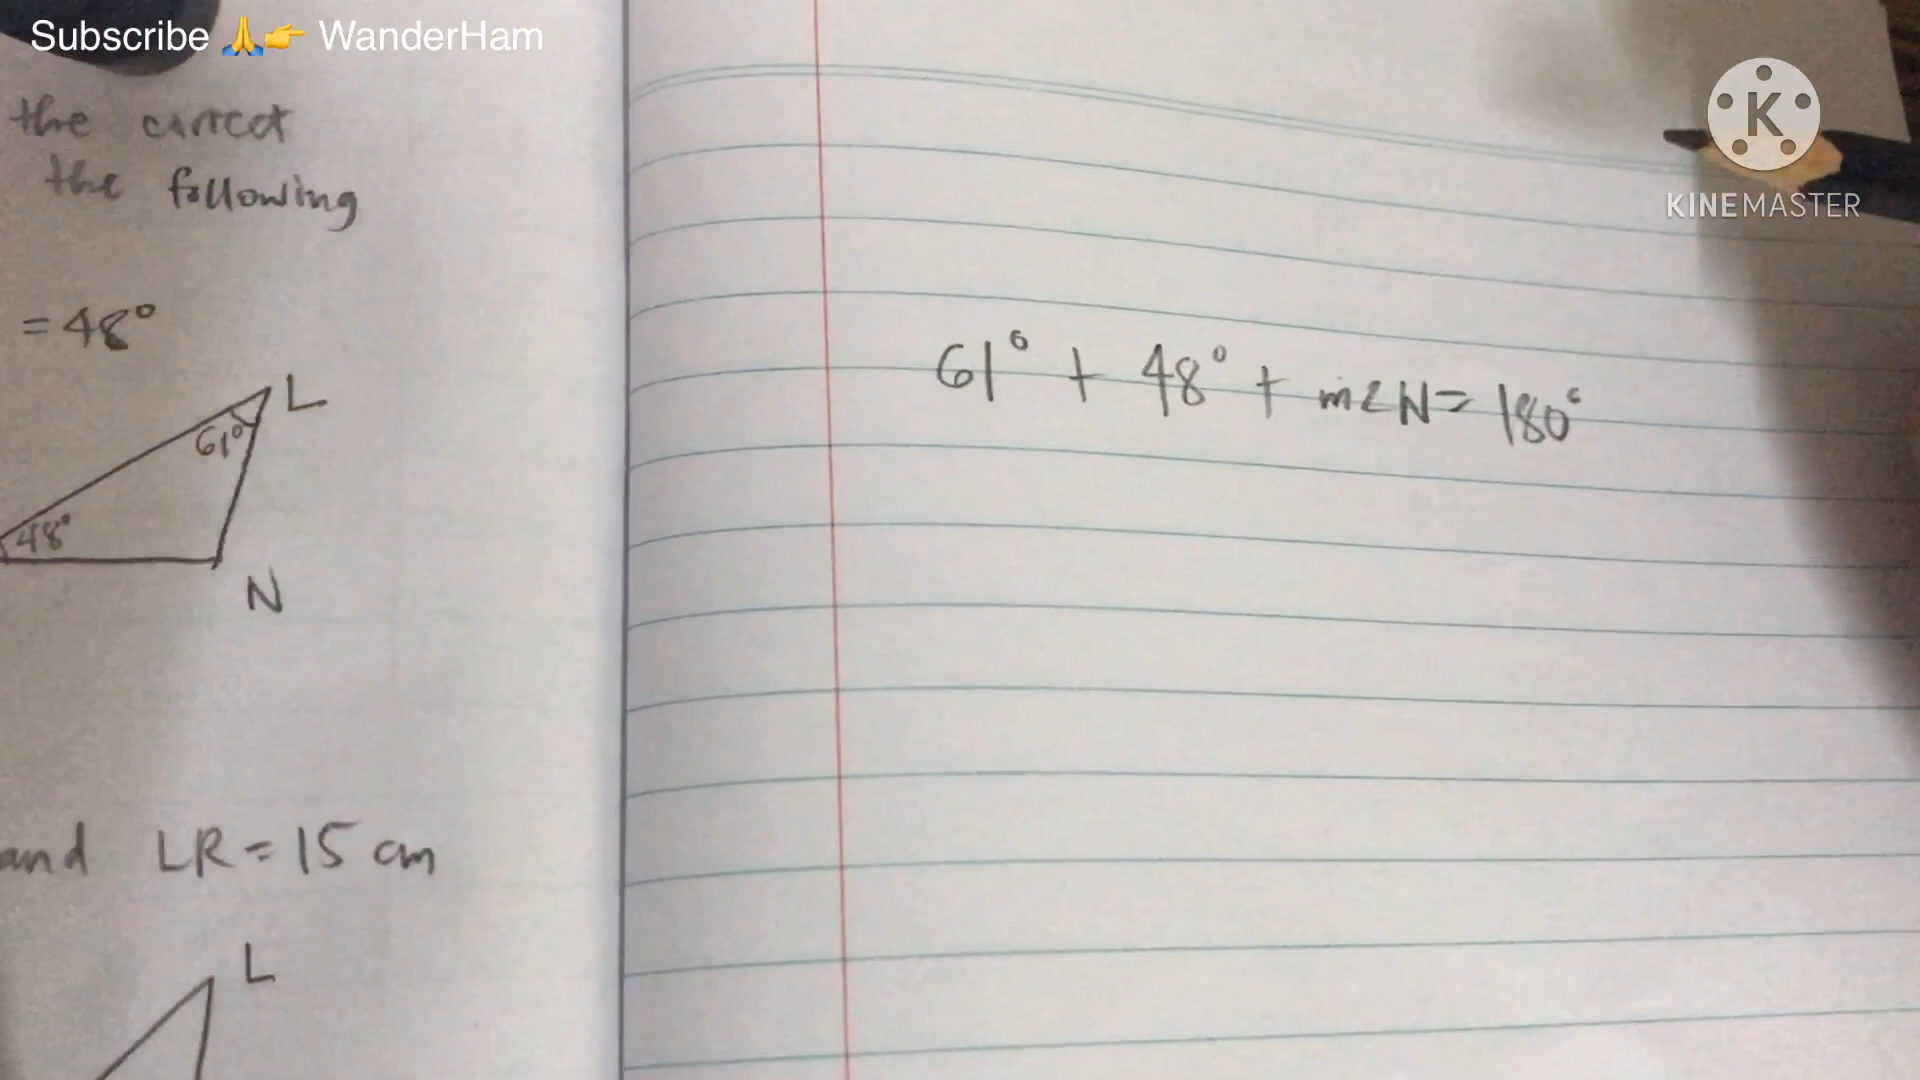 Subscribe 🙏👉 WanderHam
the correct
the following
= 48°
L
61°
48°
N
and LR = 15 cm
L
61° + 48° + m∠N = 180°
K
KINEMASTER